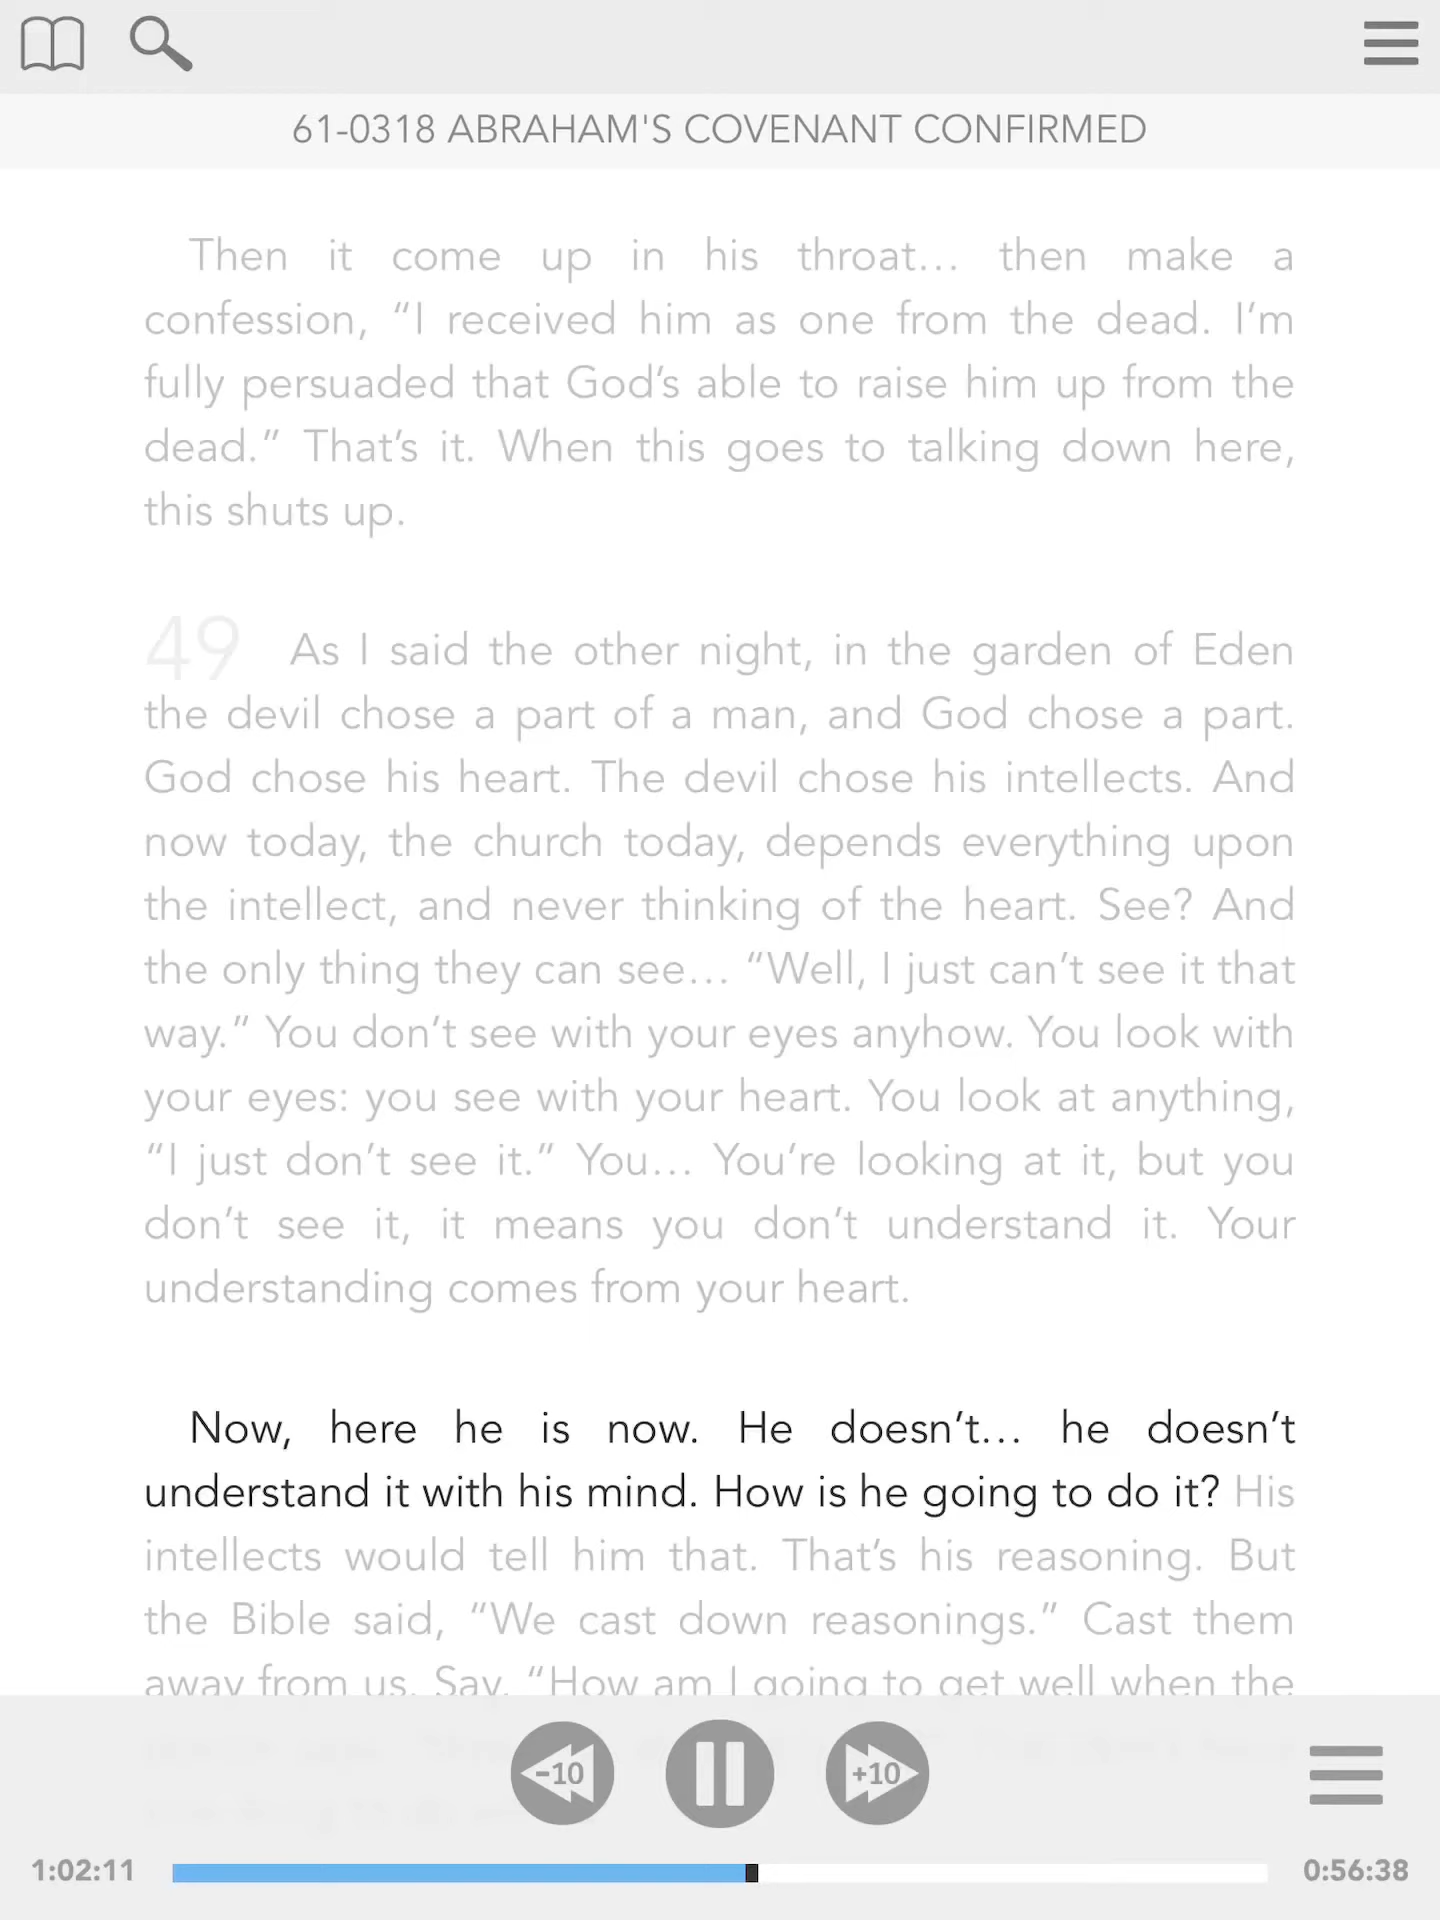 61-0318 ABRAHAM'S COVENANT CONFIRMED
Then it come up in his throat… then make a
confession, “I received him as one from the dead. I’m
fully persuaded that God’s able to raise him up from the
dead.” That’s it. When this goes to talking down here,
this shuts up.
49 As I said the other night, in the garden of Eden
the devil chose a part of a man, and God chose a part.
God chose his heart. The devil chose his intellects. And
now today, the church today, depends everything upon
the intellect, and never thinking of the heart. See? And
the only thing they can see… “Well, I just can’t see it that
way.” You don’t see with your eyes anyhow. You look with
your eyes: you see with your heart. You look at anything,
“I just don’t see it.” You… You’re looking at it, but you
don’t see it, it means you don’t understand it. Your
understanding comes from your heart.
Now, here he is now. He doesn’t… he doesn’t
understand it with his mind. How is he going to do it? His
intellects would tell him that. That’s his reasoning. But
the Bible said, “We cast down reasonings.” Cast them
away from us. Say, “How am I going to get well when the
-10 +10
1:02:11 0:56:38